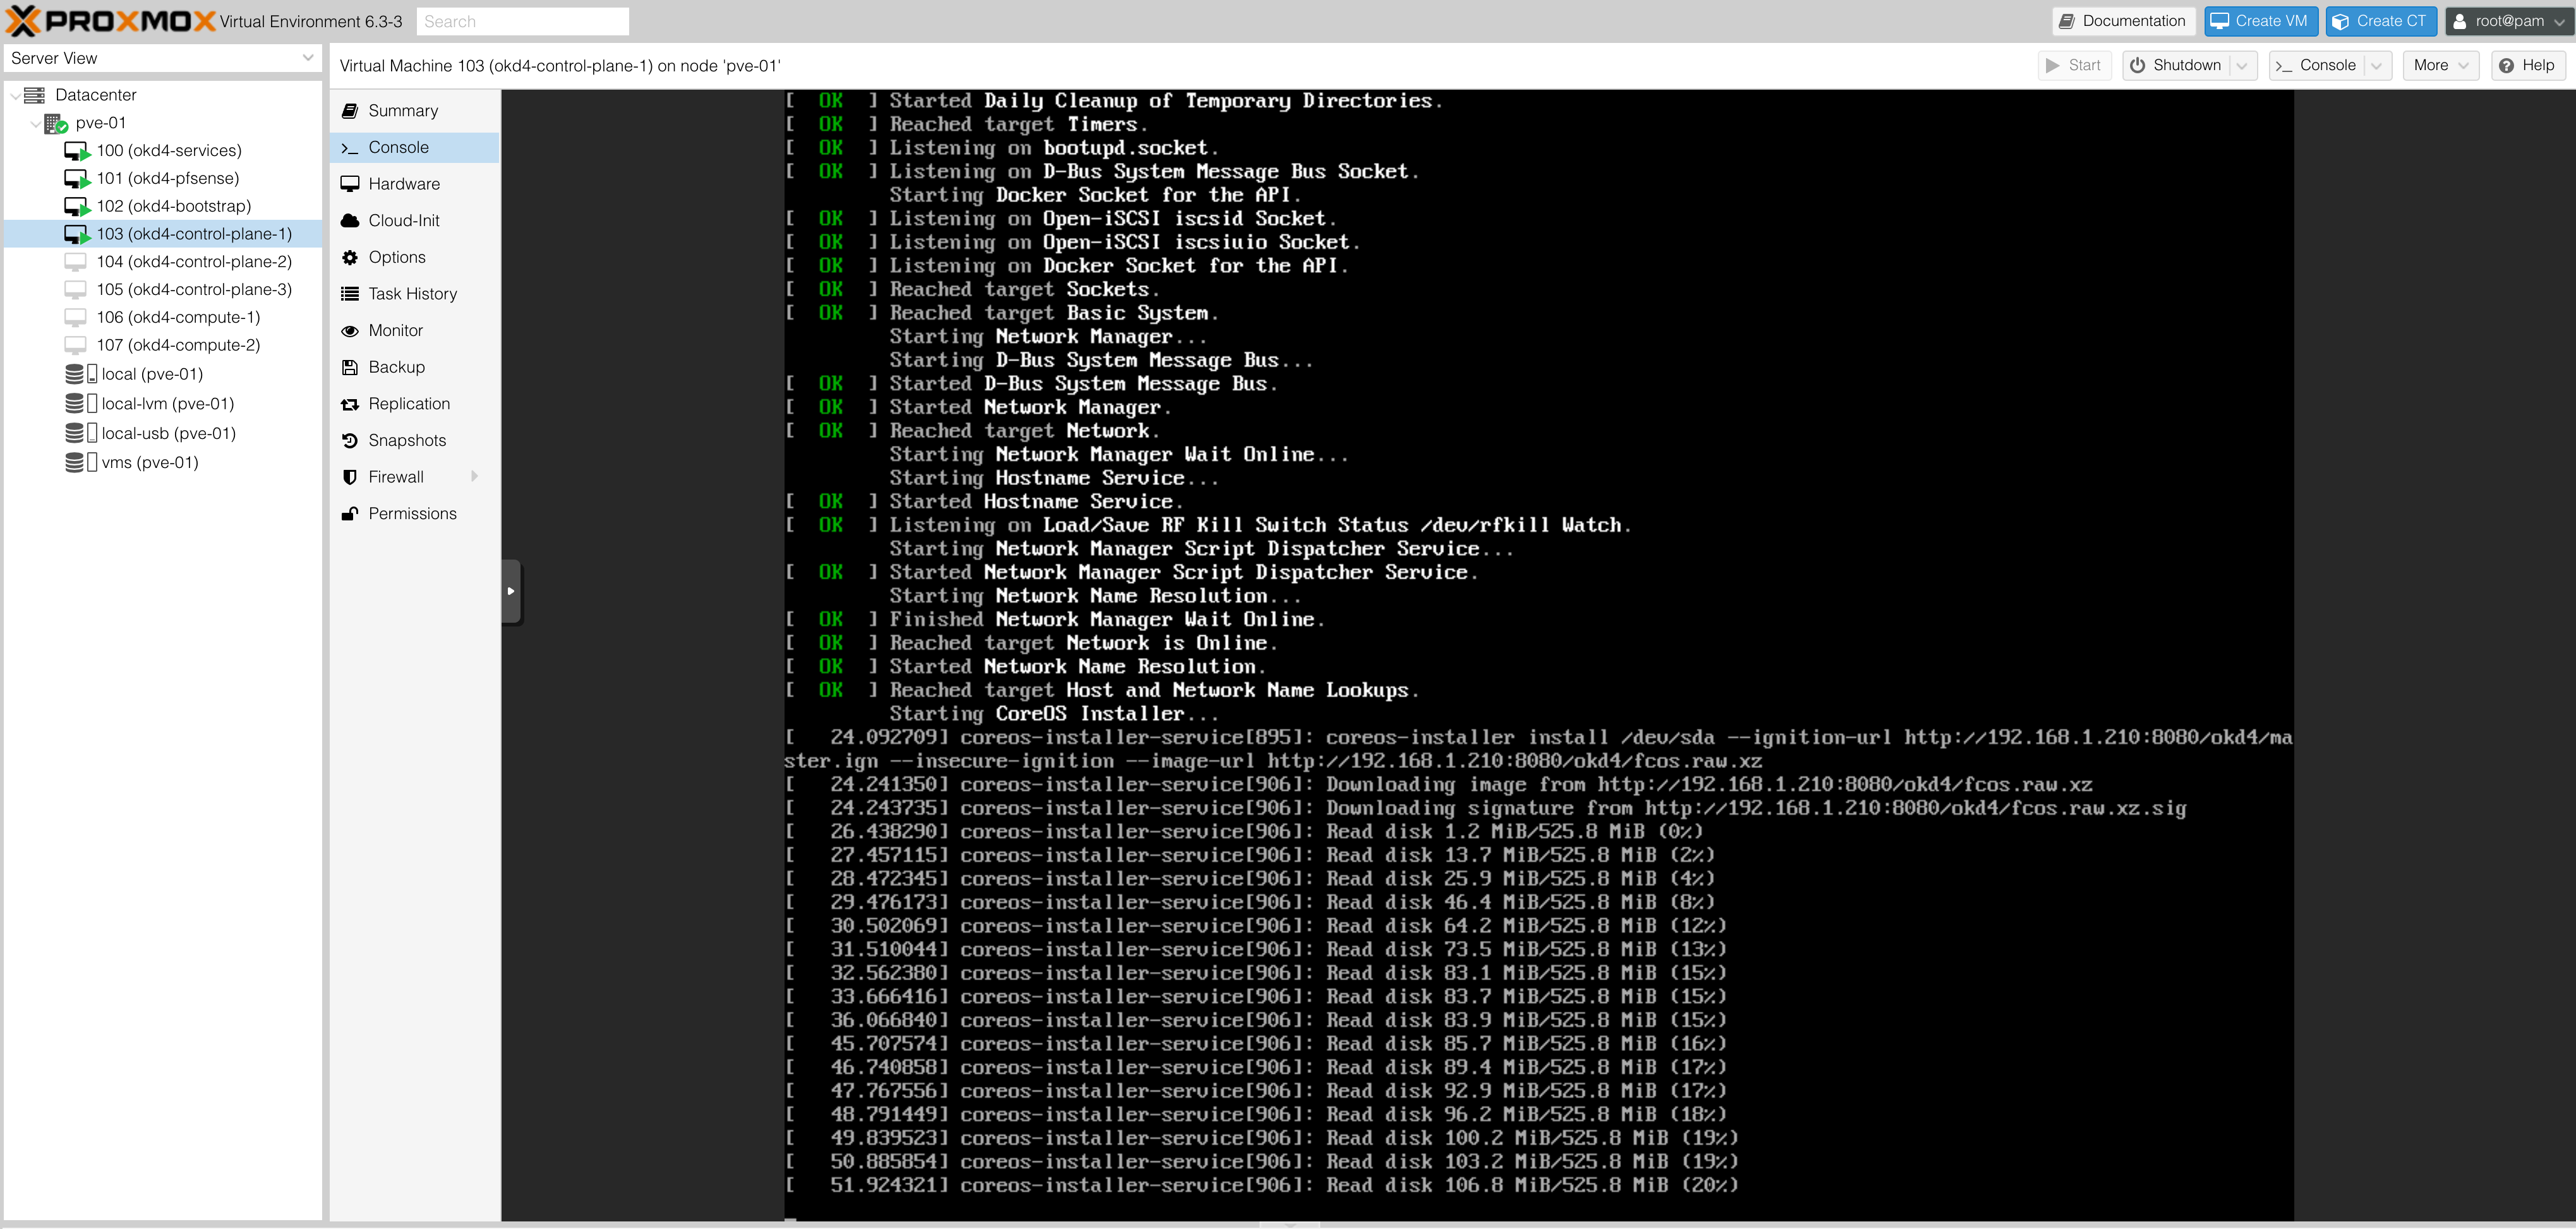 PROXMOX Virtual Environment 6.3-3 Search Documentation Create VM Create CT root@pam
Server View
Datacenter
pve-01
100 (okd4-services)
101 (okd4-pfsense)
102 (okd4-bootstrap)
103 (okd4-control-plane-1)
104 (okd4-control-plane-2)
105 (okd4-control-plane-3)
106 (okd4-compute-1)
107 (okd4-compute-2)
local (pve-01)
local-lvm (pve-01)
local-usb (pve-01)
vms (pve-01)
Virtual Machine 103 (okd4-control-plane-1) on node 'pve-01' Start Shutdown Console More Help
Summary
Console
Hardware
Cloud-Init
Options
Task History
Monitor
Backup
Replication
Snapshots
Firewall
Permissions
[  OK  ] Started Daily Cleanup of Temporary Directories.
[  OK  ] Reached target Timers.
[  OK  ] Listening on bootupd.socket.
[  OK  ] Listening on D-Bus System Message Bus Socket.
Starting Docker Socket for the API.
[  OK  ] Listening on Open-iSCSI iscsid Socket.
[  OK  ] Listening on Open-iSCSI iscsiuio Socket.
[  OK  ] Listening on Docker Socket for the API.
[  OK  ] Reached target Sockets.
[  OK  ] Reached target Basic System.
Starting Network Manager...
Starting D-Bus System Message Bus...
[  OK  ] Started D-Bus System Message Bus.
[  OK  ] Started Network Manager.
[  OK  ] Reached target Network.
Starting Network Manager Wait Online...
Starting Hostname Service...
[  OK  ] Started Hostname Service.
[  OK  ] Listening on Load/Save RF Kill Switch Status /dev/rfkill Watch.
Starting Network Manager Script Dispatcher Service...
[  OK  ] Started Network Manager Script Dispatcher Service.
Starting Network Name Resolution...
[  OK  ] Finished Network Manager Wait Online.
[  OK  ] Reached target Network is Online.
[  OK  ] Started Network Name Resolution.
[  OK  ] Reached target Host and Network Name Lookups.
Starting CoreOS Installer...
[   24.092709] coreos-installer-service[895]: coreos-installer install /dev/sda --ignition-url http://192.168.1.210:8080/okd4/ma
ster.ign --insecure-ignition --image-url http://192.168.1.210:8080/okd4/fcos.raw.xz
[   24.241350] coreos-installer-service[906]: Downloading image from http://192.168.1.210:8080/okd4/fcos.raw.xz
[   24.243735] coreos-installer-service[906]: Downloading signature from http://192.168.1.210:8080/okd4/fcos.raw.xz.sig
[   26.438290] coreos-installer-service[906]: Read disk 1.2 MiB/525.8 MiB (0%)
[   27.457115] coreos-installer-service[906]: Read disk 13.7 MiB/525.8 MiB (2%)
[   28.472345] coreos-installer-service[906]: Read disk 25.9 MiB/525.8 MiB (4%)
[   29.476173] coreos-installer-service[906]: Read disk 46.4 MiB/525.8 MiB (8%)
[   30.502069] coreos-installer-service[906]: Read disk 64.2 MiB/525.8 MiB (12%)
[   31.510044] coreos-installer-service[906]: Read disk 73.5 MiB/525.8 MiB (13%)
[   32.562380] coreos-installer-service[906]: Read disk 83.1 MiB/525.8 MiB (15%)
[   33.666416] coreos-installer-service[906]: Read disk 83.7 MiB/525.8 MiB (15%)
[   36.066840] coreos-installer-service[906]: Read disk 83.9 MiB/525.8 MiB (15%)
[   45.707574] coreos-installer-service[906]: Read disk 85.7 MiB/525.8 MiB (16%)
[   46.740858] coreos-installer-service[906]: Read disk 89.4 MiB/525.8 MiB (17%)
[   47.767556] coreos-installer-service[906]: Read disk 92.9 MiB/525.8 MiB (17%)
[   48.791449] coreos-installer-service[906]: Read disk 96.2 MiB/525.8 MiB (18%)
[   49.839523] coreos-installer-service[906]: Read disk 100.2 MiB/525.8 MiB (19%)
[   50.885854] coreos-installer-service[906]: Read disk 103.2 MiB/525.8 MiB (19%)
[   51.924321] coreos-installer-service[906]: Read disk 106.8 MiB/525.8 MiB (20%)